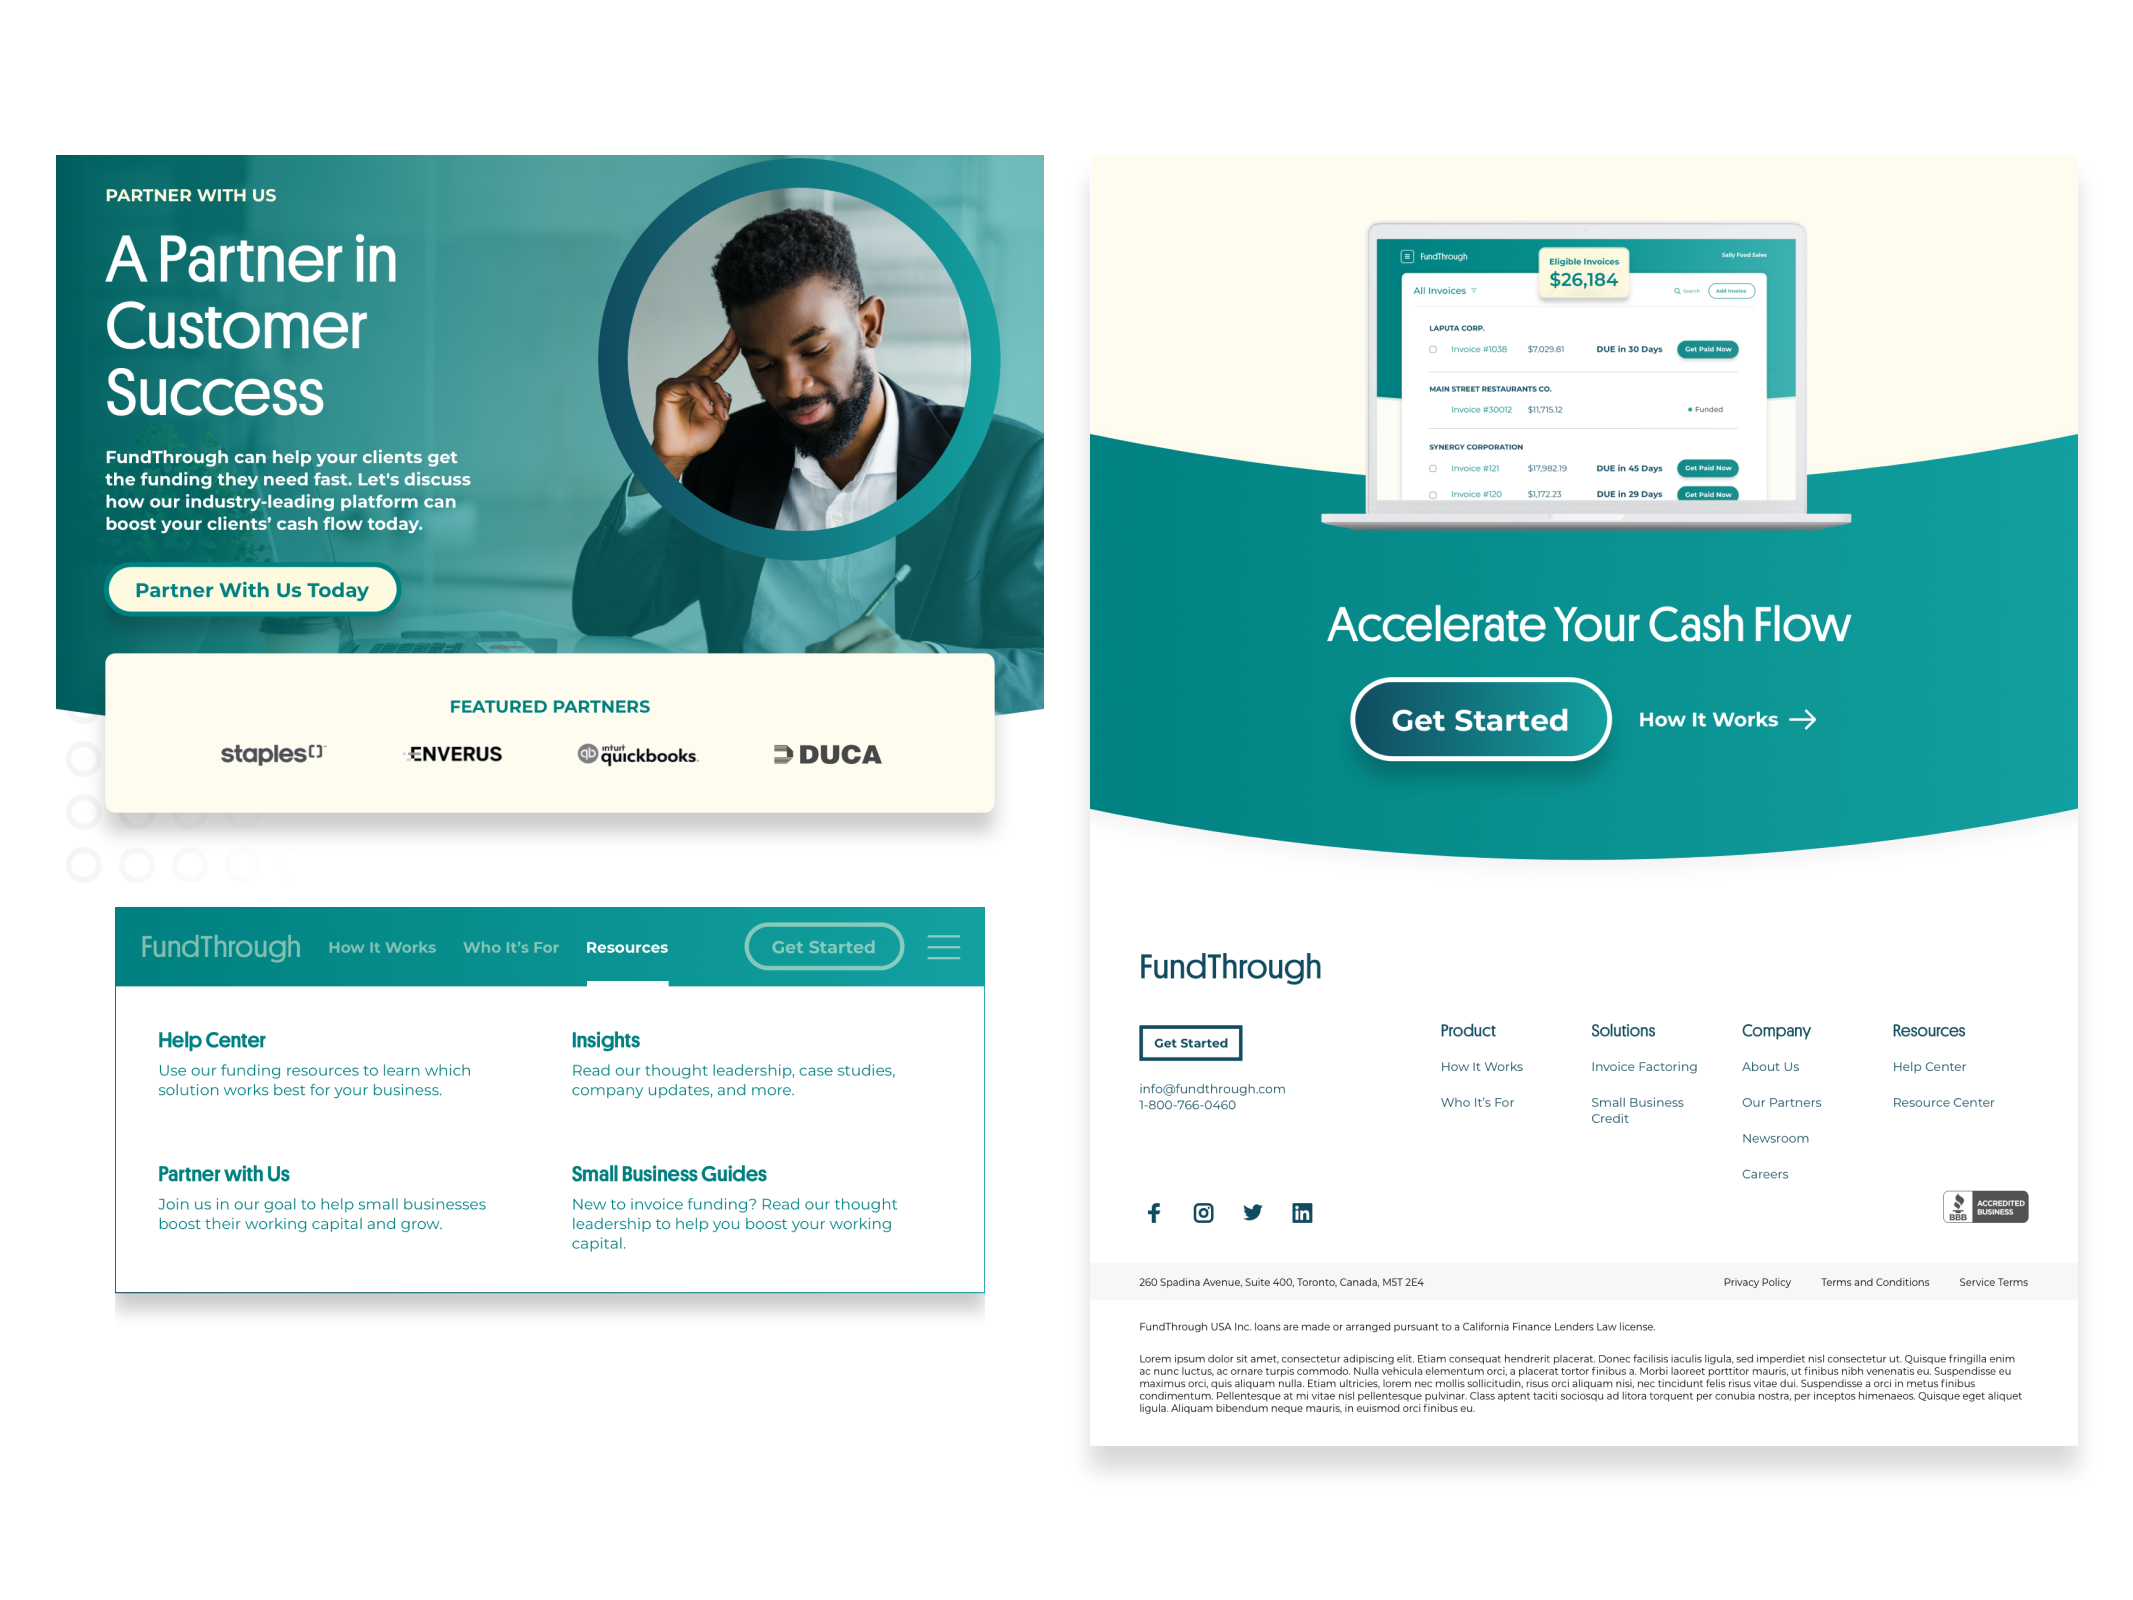 PARTNER WITH US
A Partner in
Customer
Success
FundThrough can help your clients get
the funding they need fast. Let's discuss
how our industry-leading platform can
boost your clients’ cash flow today.
Partner With Us Today
FEATURED PARTNERS
staples
ENVERUS
qb intuit quickbooks.
DUCA
FundThrough How It Works Who It’s For Resources Get Started
Help Center
Use our funding resources to learn which
solution works best for your business.
Insights
Read our thought leadership, case studies,
company updates, and more.
Partner with Us
Join us in our goal to help small businesses
boost their working capital and grow.
Small Business Guides
New to invoice funding? Read our thought
leadership to help you boost your working
capital.
FundThrough
Eligible Invoices
$26,184
Sally Food Sales
All Invoices
Search
Add Invoice
LAPUTA CORP.
Invoice #1038 $7,029.81 DUE in 30 Days Get Paid Now
MAIN STREET RESTAURANTS CO.
Invoice #30012 $11,715.12 Funded
SYNERGY CORPORATION
Invoice #121 $17,982.19 DUE in 45 Days Get Paid Now
Invoice #120 $1,172.23 DUE in 29 Days Get Paid Now
Accelerate Your Cash Flow
Get Started
How It Works
FundThrough
Get Started
info@fundthrough.com
1-800-766-0460
Product
How It Works
Who It’s For
Solutions
Invoice Factoring
Small Business
Credit
Company
About Us
Our Partners
Newsroom
Careers
Resources
Help Center
Resource Center
BBB
ACCREDITED
BUSINESS
260 Spadina Avenue, Suite 400, Toronto, Canada, M5T 2E4
Privacy Policy Terms and Conditions Service Terms
FundThrough USA Inc. loans are made or arranged pursuant to a California Finance Lenders Law license.
Lorem ipsum dolor sit amet, consectetur adipiscing elit. Etiam consequat hendrerit placerat. Donec facilisis iaculis ligula, sed imperdiet nisl consectetur ut. Quisque fringilla enim
ac nunc luctus, ac ornare turpis commodo. Nulla vehicula elementum orci, a placerat tortor finibus a. Morbi laoreet porttitor mauris, ut finibus nibh venenatis eu. Suspendisse eu
maximus orci, quis aliquam nulla. Etiam ultricies, lorem nec mollis sollicitudin, risus orci aliquam nisi, nec tincidunt felis risus vitae dui. Suspendisse a orci in metus finibus
condimentum. Pellentesque at mi vitae nisl pellentesque pulvinar. Class aptent taciti sociosqu ad litora torquent per conubia nostra, per inceptos himenaeos. Quisque eget aliquet
ligula. Aliquam bibendum neque mauris, in euismod orci finibus eu.